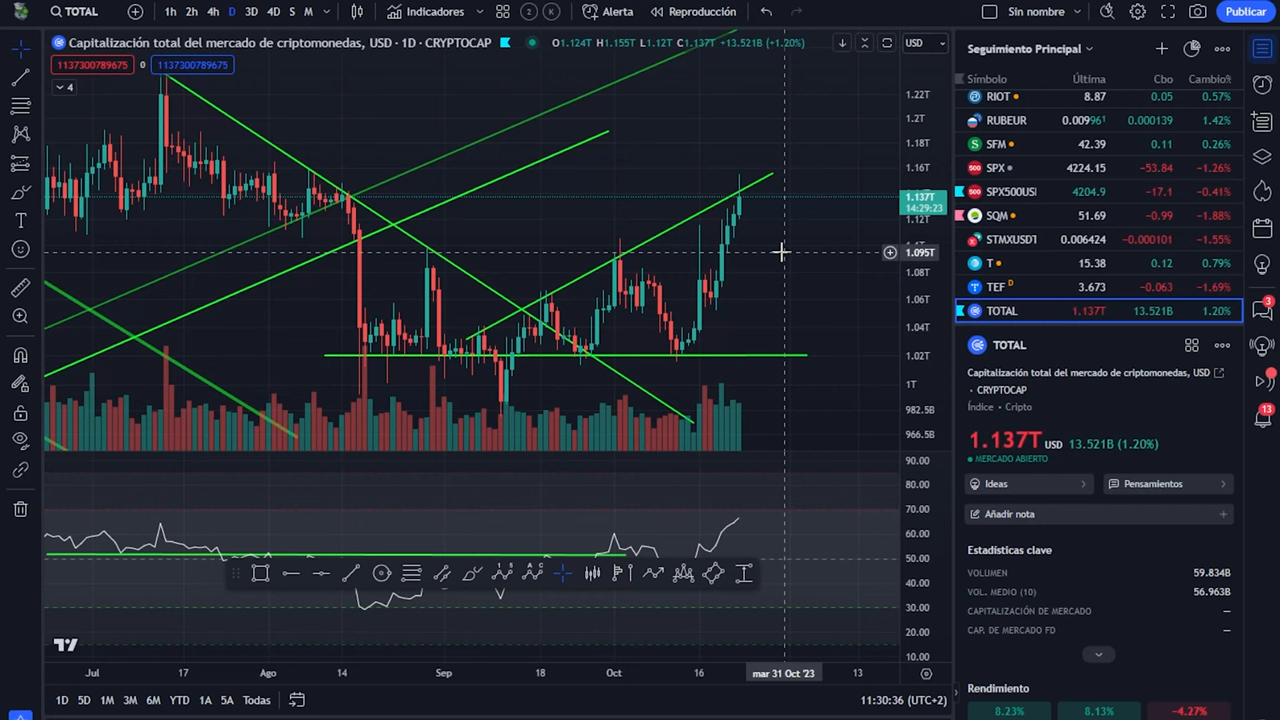 TOTAL
1h 2h 4h D 3D 4D S M
Indicadores
2 K
Alerta
Reproducción
Sin nombre
Publicar
Capitalización total del mercado de criptomonedas, USD · 1D · CRYPTOCAP
O1.124T H1.155T L1.12T C1.137T +13.521B (+1.20%)
USD
1137300789675 0 1137300789675
4
1.22T
1.2T
1.18T
1.16T
1.137T
14:29:23
1.12T
1.095T
1.08T
1.06T
1.04T
1.02T
1T
982.5B
966.5B
90.00
80.00
70.00
60.00
50.00
40.00
30.00
20.00
10.00
Jul 17 Ago 14 Sep 18 Oct 16 mar 31 Oct '23 13
1D 5D 1M 3M 6M YTD 1A 5A Todas
11:30:36 (UTC+2)
Seguimiento Principal
Símbolo Última Cbo Cambio%
RIOT 8.87 0.05 0.57%
RUBEUR 0.009961 0.000139 1.42%
SFM 42.39 0.11 0.26%
SPX 4224.15 -53.84 -1.26%
SPX500USI 4204.9 -17.1 -0.41%
SQM 51.69 -0.99 -1.88%
STMXUSDT 0.006424 -0.000101 -1.55%
T 15.38 0.12 0.79%
TEF D 3.673 -0.063 -1.69%
TOTAL 1.137T 13.521B 1.20%
TOTAL
Capitalización total del mercado de criptomonedas, USD
· CRYPTOCAP
Índice · Cripto
1.137T USD 13.521B (1.20%)
MERCADO ABIERTO
Ideas
Pensamientos
Añadir nota
Estadísticas clave
VOLUMEN 59.834B
VOL. MEDIO (10) 56.963B
CAPITALIZACIÓN DE MERCADO —
CAP. DE MERCADO FD —
Rendimiento
8.23% 8.13% -4.27%
3
13